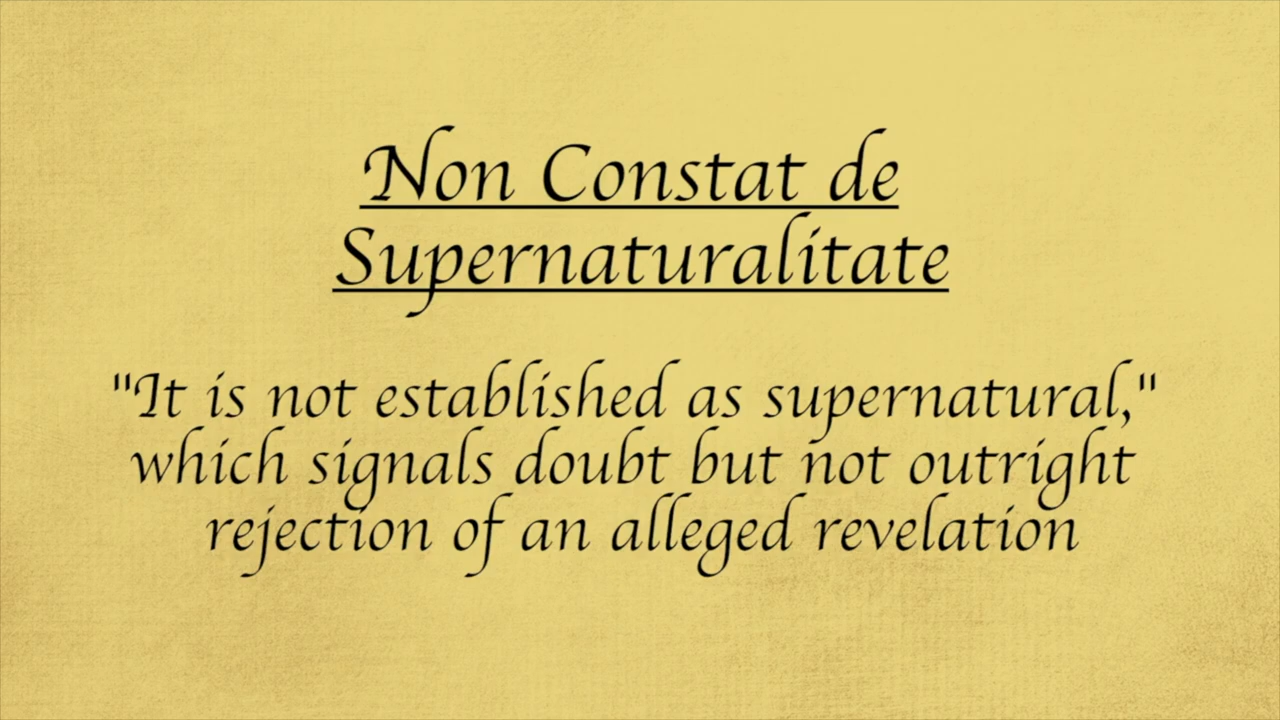 Non Constat de
Supernaturalitate
"It is not established as supernatural,"
which signals doubt but not outright
rejection of an alleged revelation